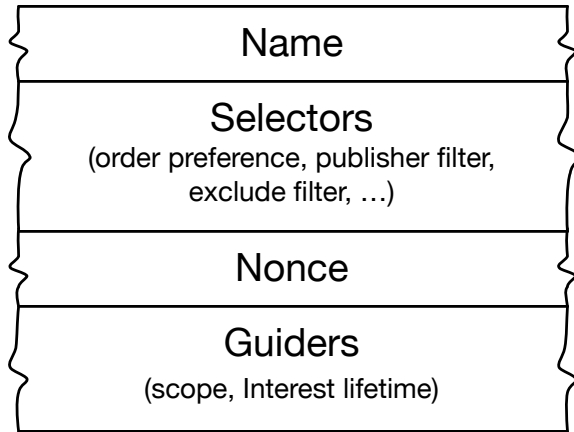 Name
Selectors
(order preference, publisher filter,
exclude filter, …)
Nonce
Guiders
(scope, Interest lifetime)